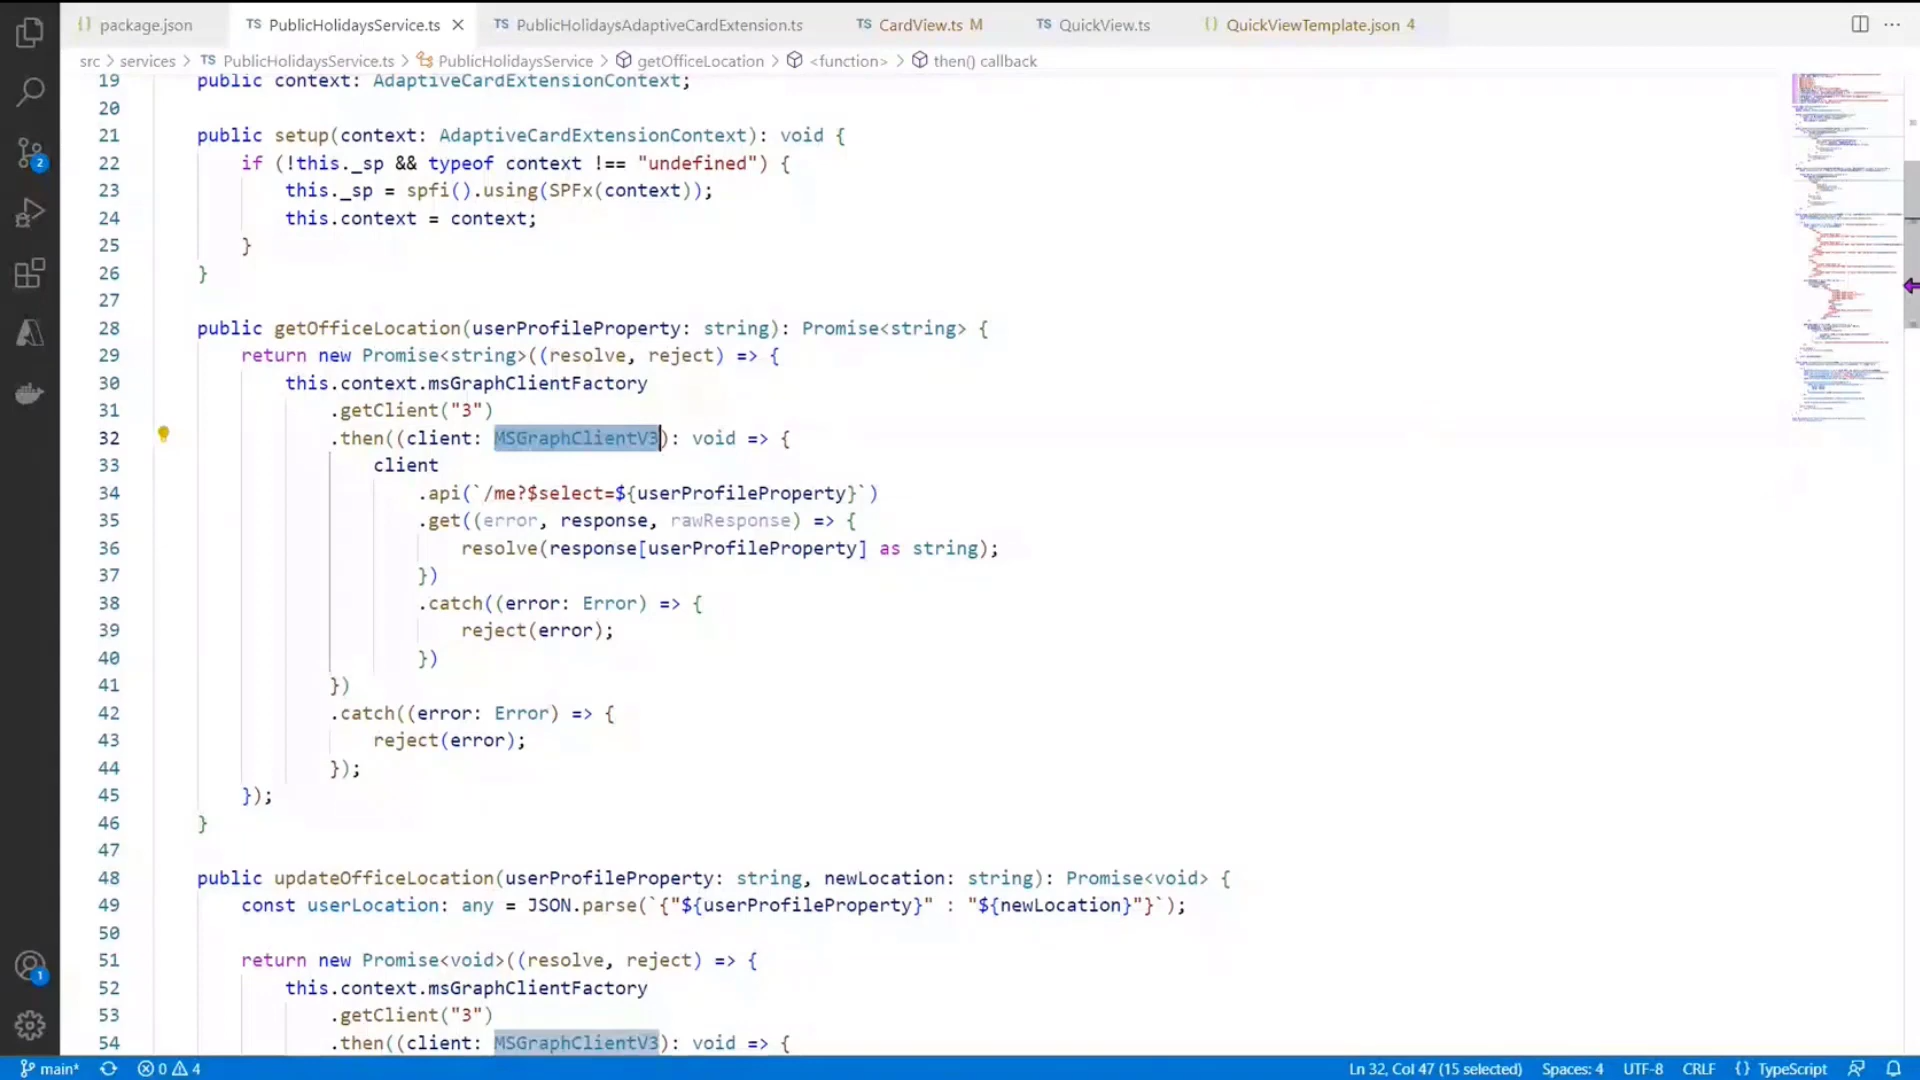 package.json
TS PublicHolidaysService.ts
TS PublicHolidaysAdaptiveCardExtension.ts
TS CardView.ts M
TS QuickView.ts
{} QuickViewTemplate.json 4
src > services > TS PublicHolidaysService.ts > PublicHolidaysService > getOfficeLocation > <function> > then() callback
19 public context: AdaptiveCardExtensionContext;
20
21 public setup(context: AdaptiveCardExtensionContext): void {
22 if (!this._sp && typeof context !== "undefined") {
23 this._sp = spfi().using(SPFx(context));
24 this.context = context;
25 }
26 }
27
28 public getOfficeLocation(userProfileProperty: string): Promise<string> {
29 return new Promise<string>((resolve, reject) => {
30 this.context.msGraphClientFactory
31 .getClient("3")
32 .then((client: MSGraphClientV3): void => {
33 client
34 .api(`/me?$select=${userProfileProperty}`)
35 .get((error, response, rawResponse) => {
36 resolve(response[userProfileProperty] as string);
37 })
38 .catch((error: Error) => {
39 reject(error);
40 })
41 })
42 .catch((error: Error) => {
43 reject(error);
44 });
45 });
46 }
47
48 public updateOfficeLocation(userProfileProperty: string, newLocation: string): Promise<void> {
49 const userLocation: any = JSON.parse(`{"${userProfileProperty}" : "${newLocation}"}`);
50
51 return new Promise<void>((resolve, reject) => {
52 this.context.msGraphClientFactory
53 .getClient("3")
54 .then((client: MSGraphClientV3): void => {
2
1
main* 0 4 Ln 32, Col 47 (15 selected) Spaces: 4 UTF-8 CRLF {} TypeScript